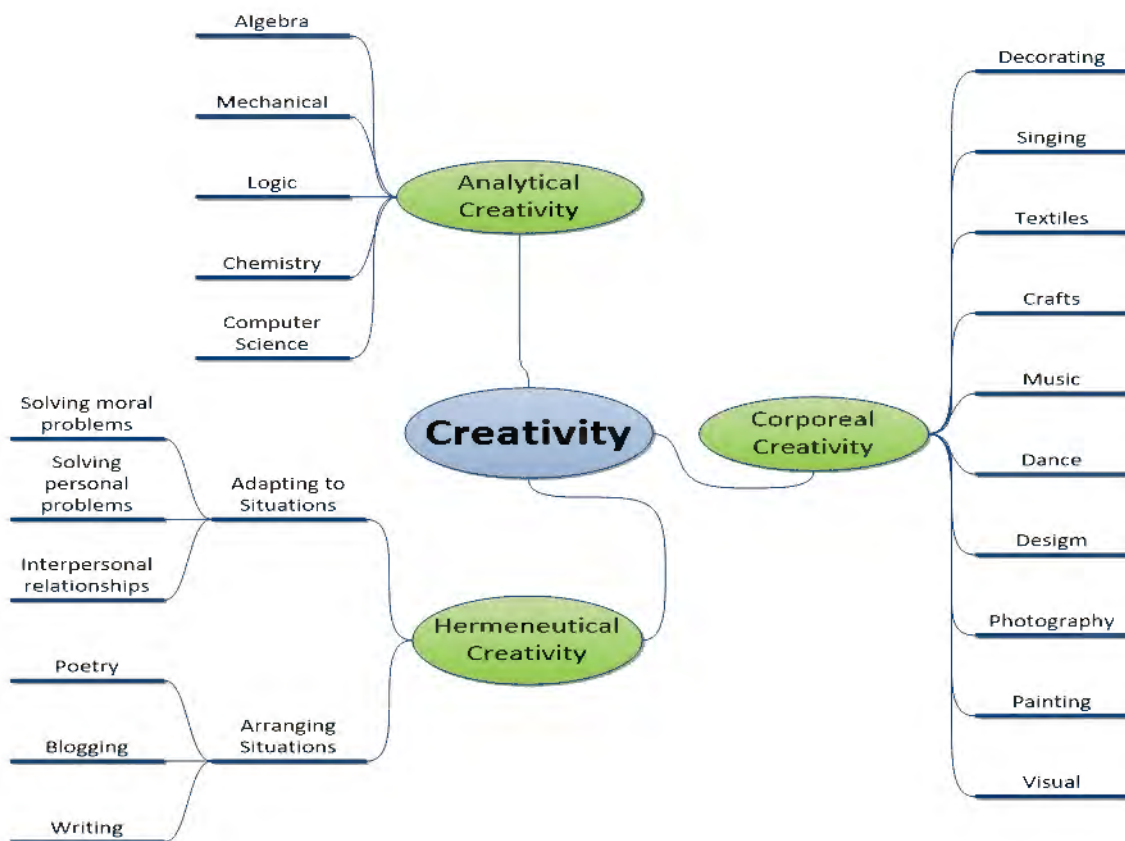 Algebra
Mechanical
Logic
Chemistry
Computer
Science
Analytical
Creativity
Creativity
Corporeal
Creativity
Decorating
Singing
Textiles
Crafts
Music
Dance
Desigm
Photography
Painting
Visual
Hermeneutical
Creativity
Adapting to
Situations
Solving moral
problems
Solving
personal
problems
Interpersonal
relationships
Arranging
Situations
Poetry
Blogging
Writing